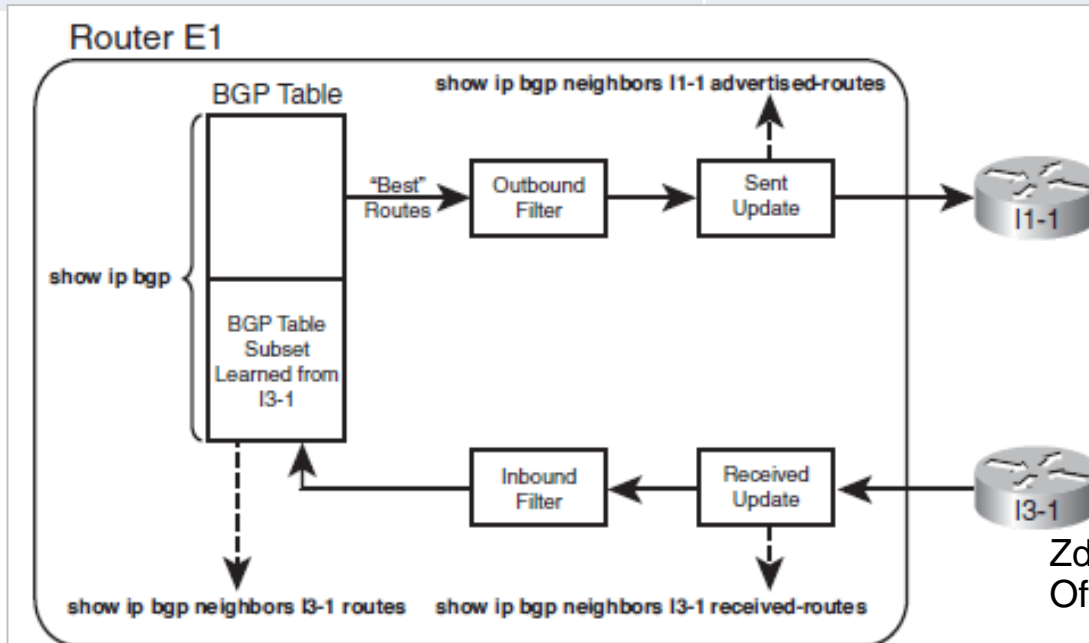 Router E1
BGP Table
show ip bgp neighbors I1-1 advertised-routes
"Best"
Routes
Outbound
Filter
Sent
Update
I1-1
show ip bgp
BGP Table
Subset
Learned from
I3-1
Inbound
Filter
Received
Update
I3-1
show ip bgp neighbors I3-1 routes
show ip bgp neighbors I3-1 received-routes
Zd
Of